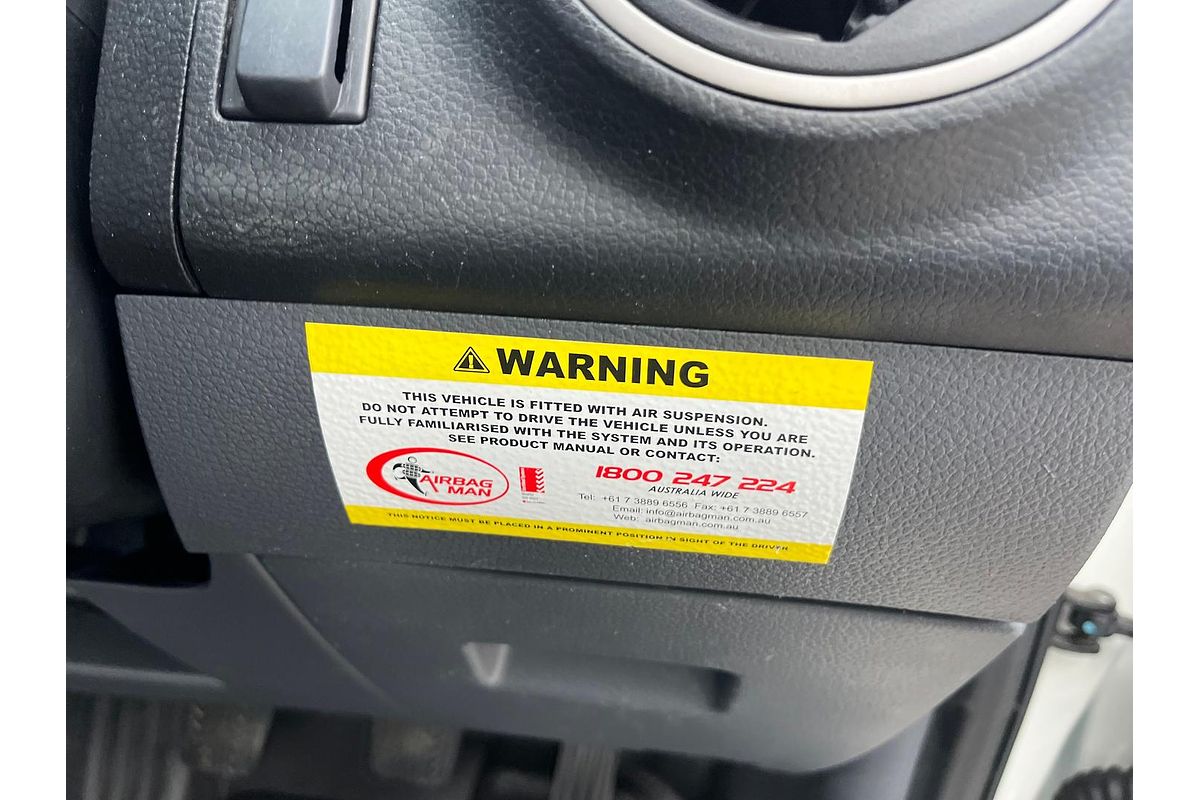 WARNING
THIS VEHICLE IS FITTED WITH AIR SUSPENSION.
DO NOT ATTEMPT TO DRIVE THE VEHICLE UNLESS YOU ARE
FULLY FAMILIARISED WITH THE SYSTEM AND ITS OPERATION.
SEE PRODUCT MANUAL OR CONTACT:
AIRBAG
MAN
1800 247 224
AUSTRALIA WIDE
Tel: +61 7 3889 6556 Fax: +61 7 3889 6557
Email: info@airbagman.com.au
Web: airbagman.com.au
THIS NOTICE MUST BE PLACED IN A PROMINENT POSITION IN SIGHT OF THE DRIVER